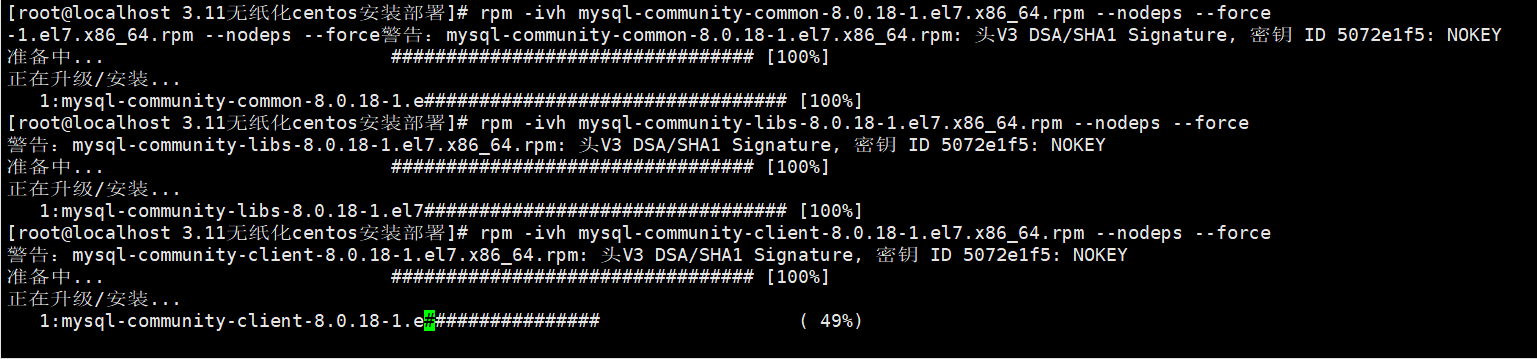 [root@localhost 3.11无纸化centos安装部署]# rpm -ivh mysql-community-common-8.0.18-1.el7.x86_64.rpm --nodeps --force
-1.el7.x86_64.rpm --nodeps --force警告：mysql-community-common-8.0.18-1.el7.x86_64.rpm: 头V3 DSA/SHA1 Signature, 密钥 ID 5072e1f5: NOKEY
准备中...                          ################################# [100%]
正在升级/安装...
   1:mysql-community-common-8.0.18-1.e################################# [100%]
[root@localhost 3.11无纸化centos安装部署]# rpm -ivh mysql-community-libs-8.0.18-1.el7.x86_64.rpm --nodeps --force
警告：mysql-community-libs-8.0.18-1.el7.x86_64.rpm: 头V3 DSA/SHA1 Signature, 密钥 ID 5072e1f5: NOKEY
准备中...                          ################################# [100%]
正在升级/安装...
   1:mysql-community-libs-8.0.18-1.el7################################# [100%]
[root@localhost 3.11无纸化centos安装部署]# rpm -ivh mysql-community-client-8.0.18-1.el7.x86_64.rpm --nodeps --force
警告：mysql-community-client-8.0.18-1.el7.x86_64.rpm: 头V3 DSA/SHA1 Signature, 密钥 ID 5072e1f5: NOKEY
准备中...                          ################################# [100%]
正在升级/安装...
   1:mysql-community-client-8.0.18-1.e################                  ( 49%)